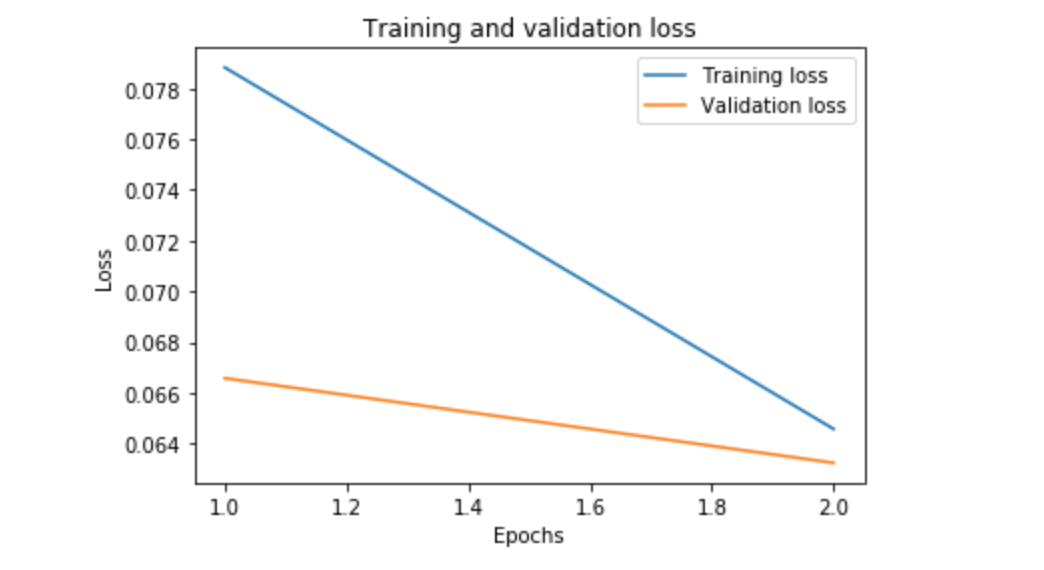 Training and validation loss
Training loss
Validation loss
0.078
0.076
0.074
0.072
0.070
0.068
0.066
0.064
Loss
1.0 1.2 1.4 1.6 1.8 2.0
Epochs